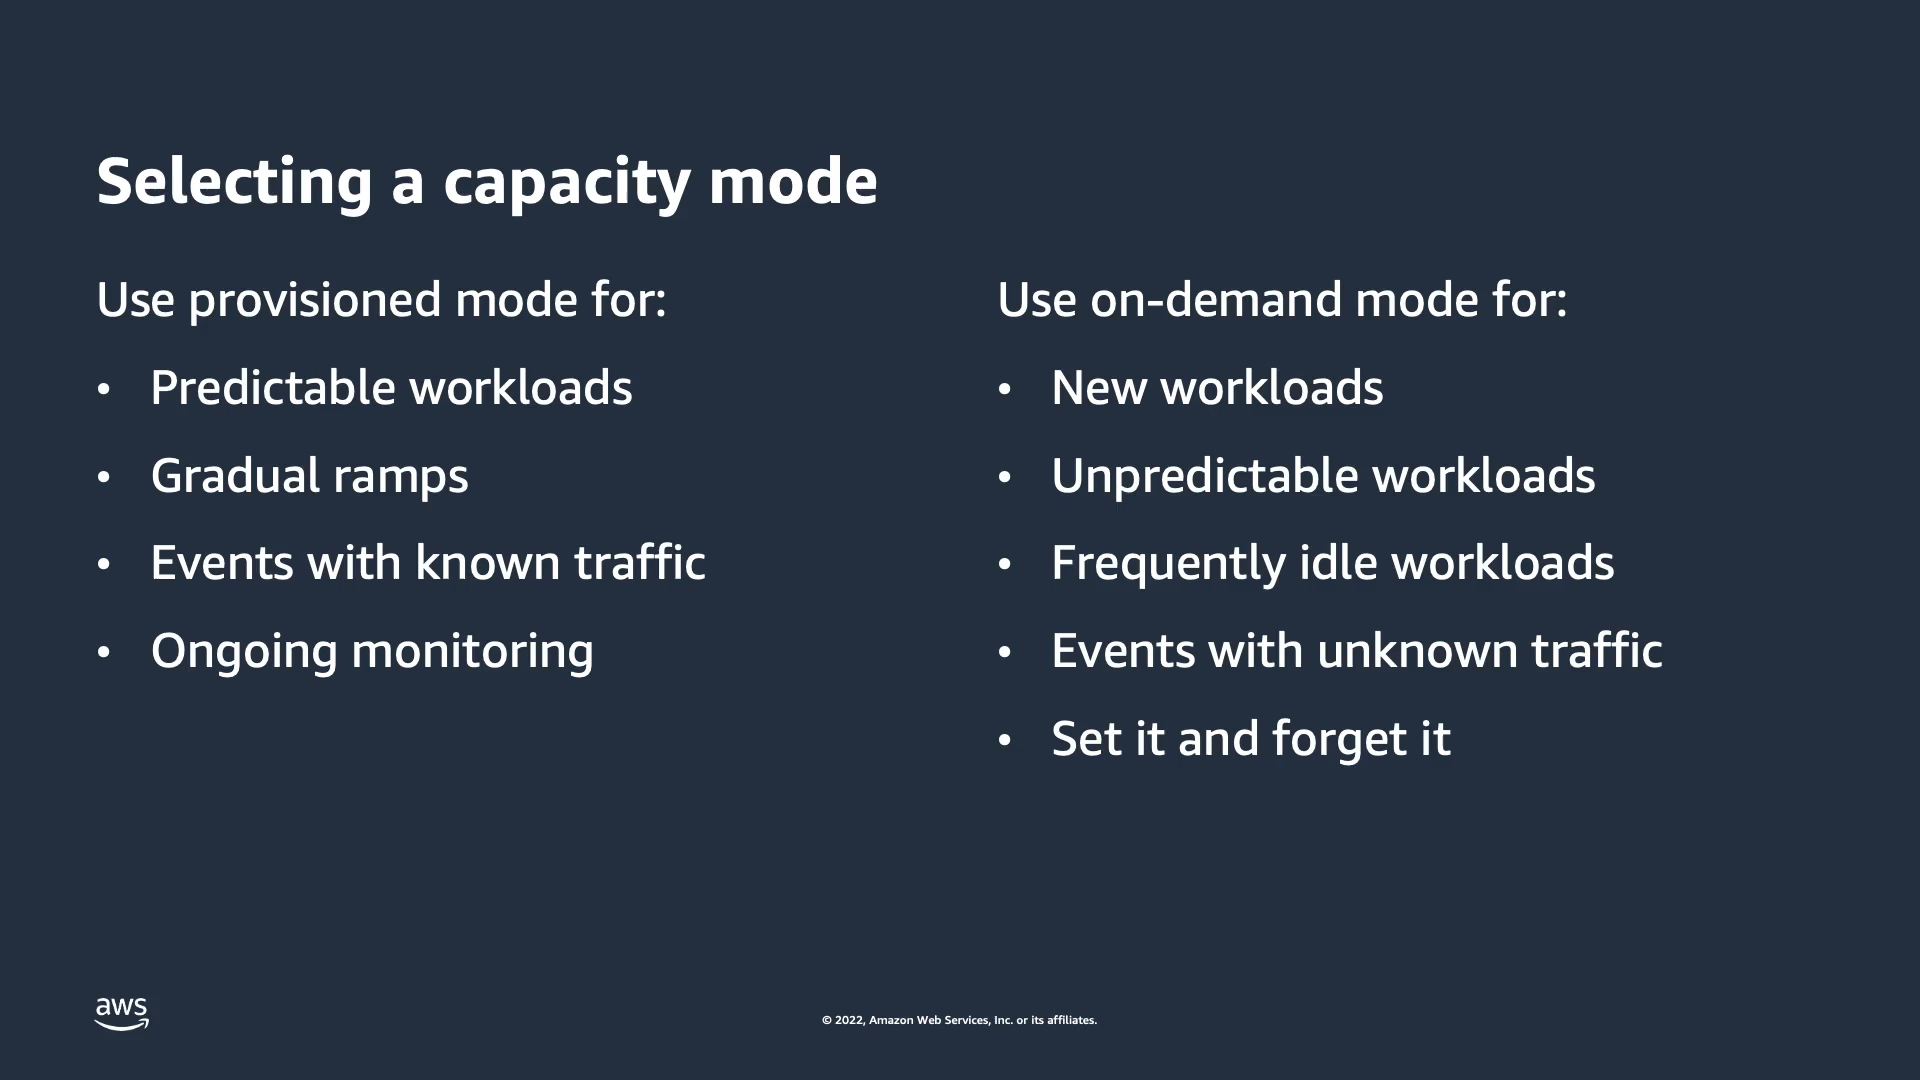 Selecting a capacity mode
Use provisioned mode for:
• Predictable workloads
• Gradual ramps
• Events with known traffic
• Ongoing monitoring
Use on-demand mode for:
• New workloads
• Unpredictable workloads
• Frequently idle workloads
• Events with unknown traffic
• Set it and forget it
aws
© 2022, Amazon Web Services, Inc. or its affiliates.